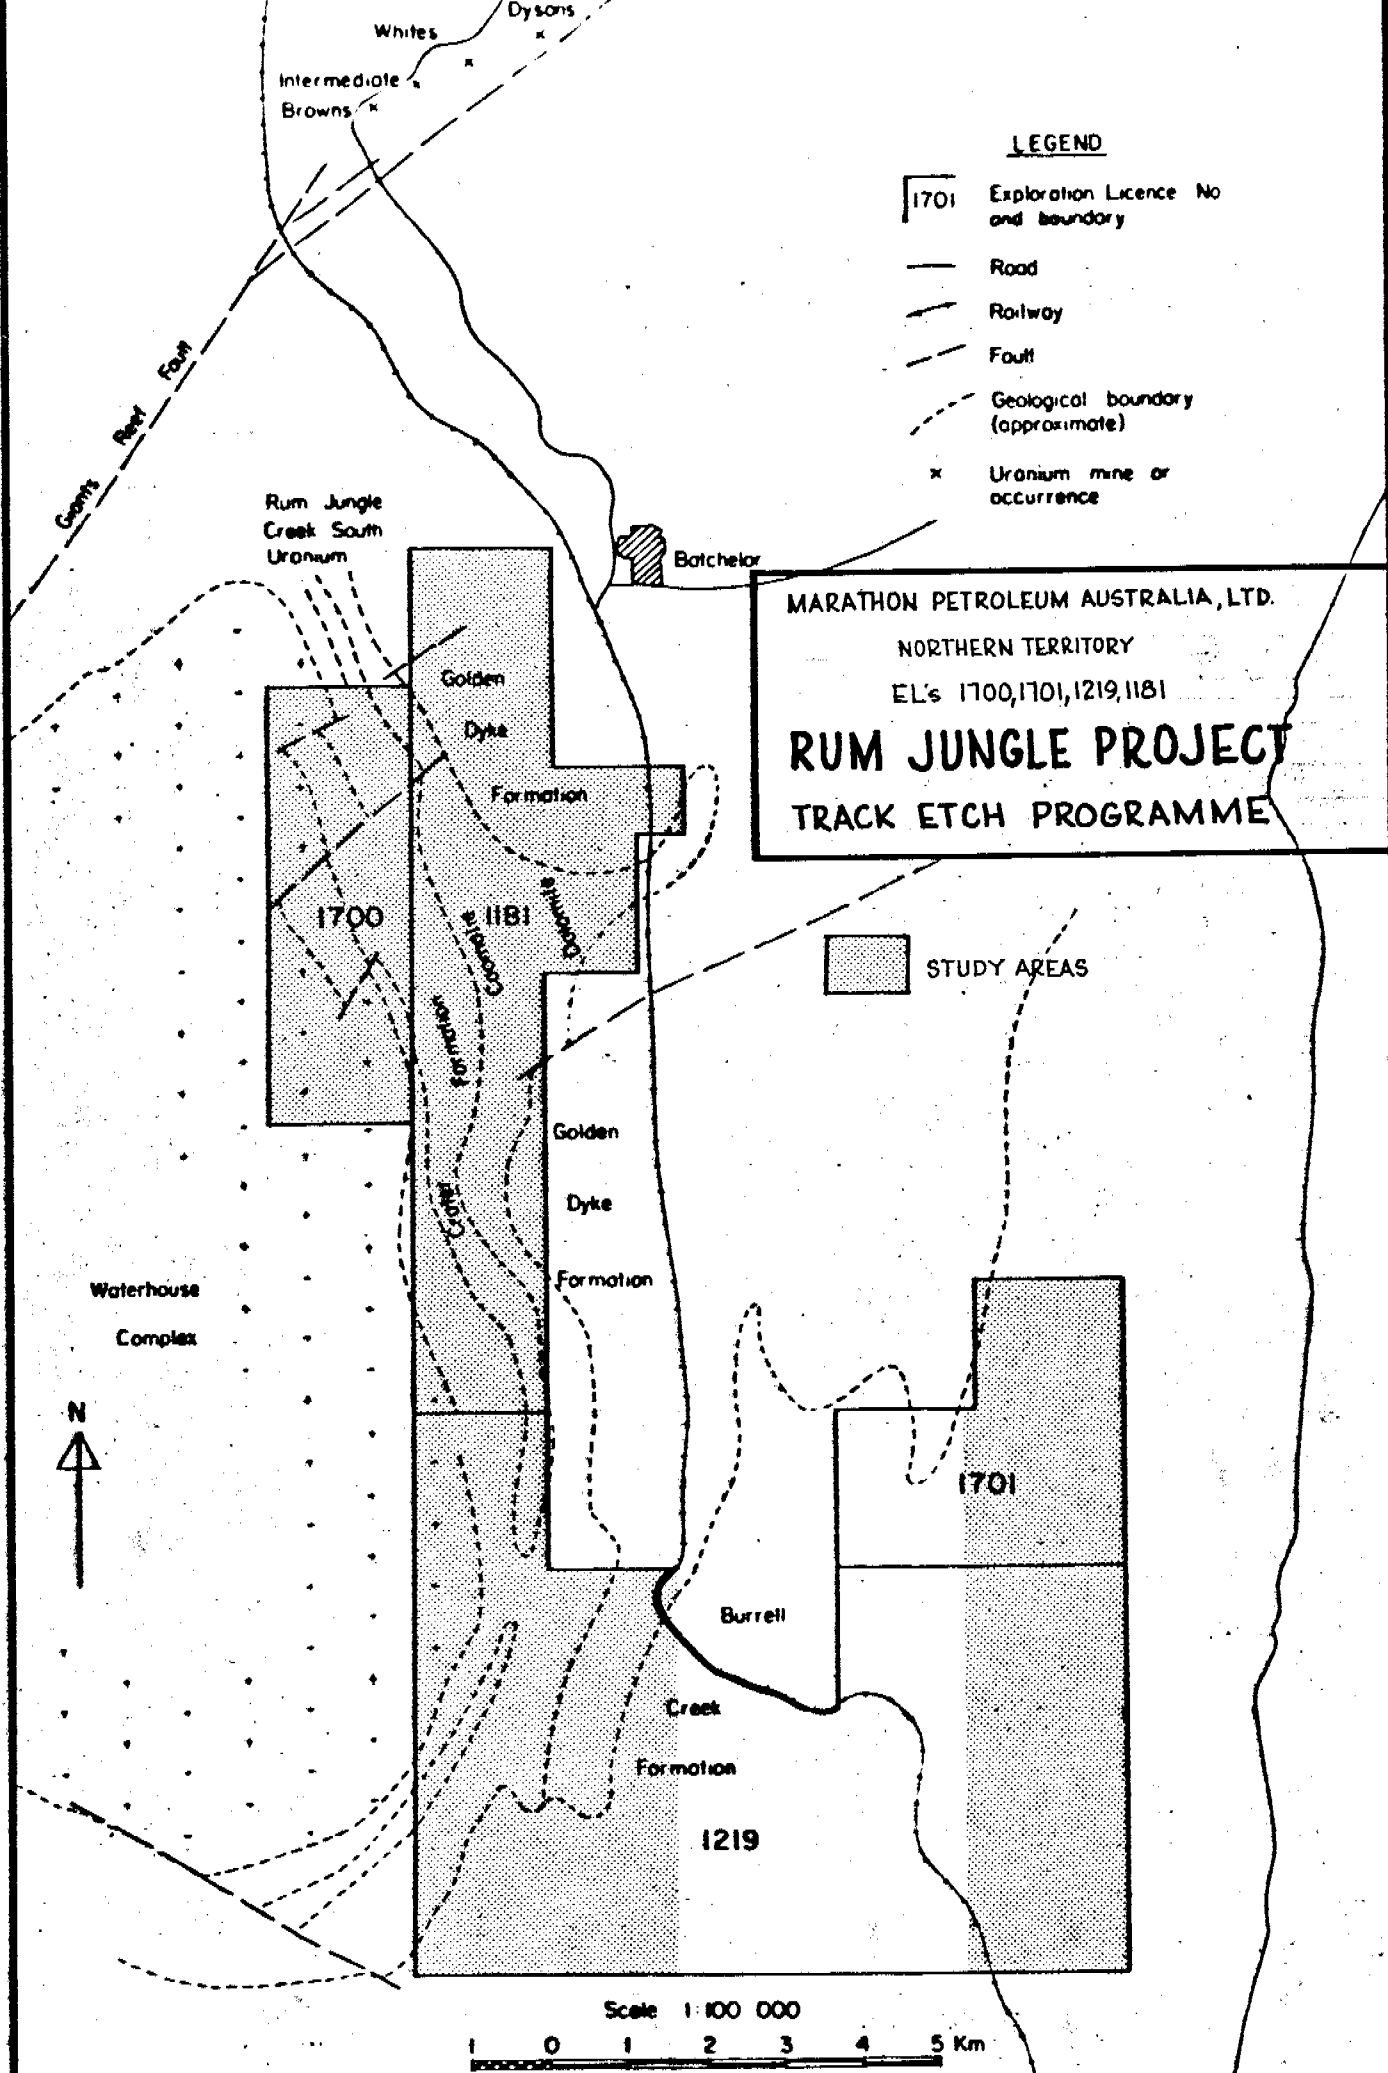 Dysons
Whites
Intermediate
Browns
LEGEND
1701
Exploration Licence No
and boundary
Road
Railway
Fault
Geological boundary
(approximate)
Uranium mine or
occurrence
Giants Reef Fault
Rum Jungle
Creek South
Uranium
Batchelor
MARATHON PETROLEUM AUSTRALIA, LTD.
NORTHERN TERRITORY
EL's 1700, 1701, 1219, 1181
RUM JUNGLE PROJECT
TRACK ETCH PROGRAMME
Golden
Dyke
Formation
1700
1181
Coomalie
Dolomite
STUDY AREAS
Crater
Formation
Golden
Dyke
Formation
Waterhouse
Complex
N
1701
Burrell
Creek
Formation
1219
Scale 1:100 000
1 0 1 2 3 4 5 Km